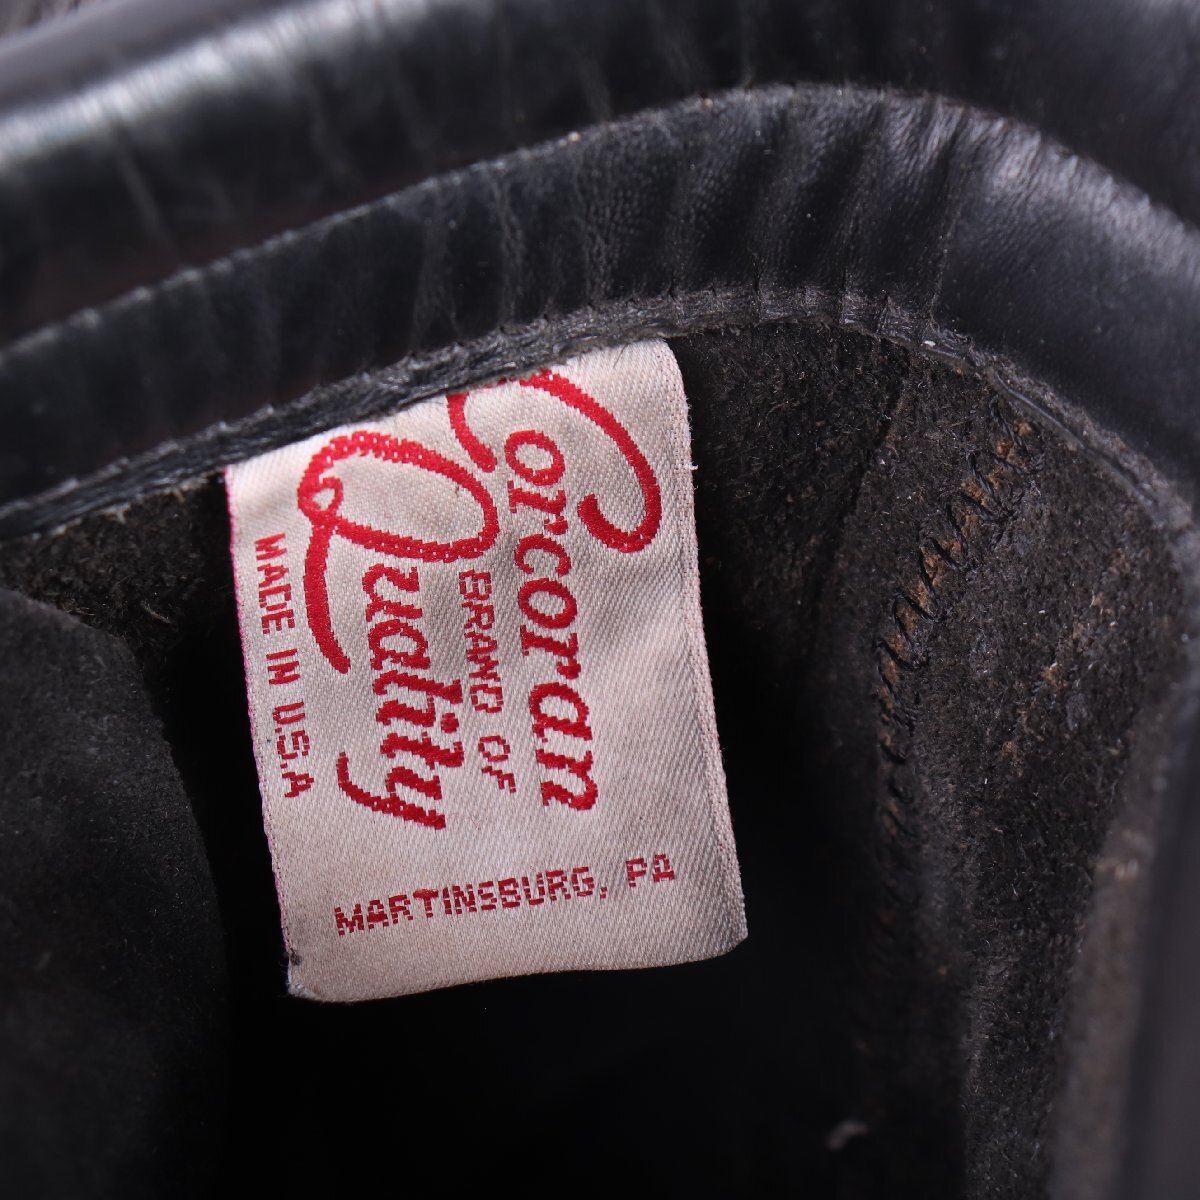 Corcoran
BRAND OF
Quality
MADE IN U.S.A
MARTINSBURG, PA